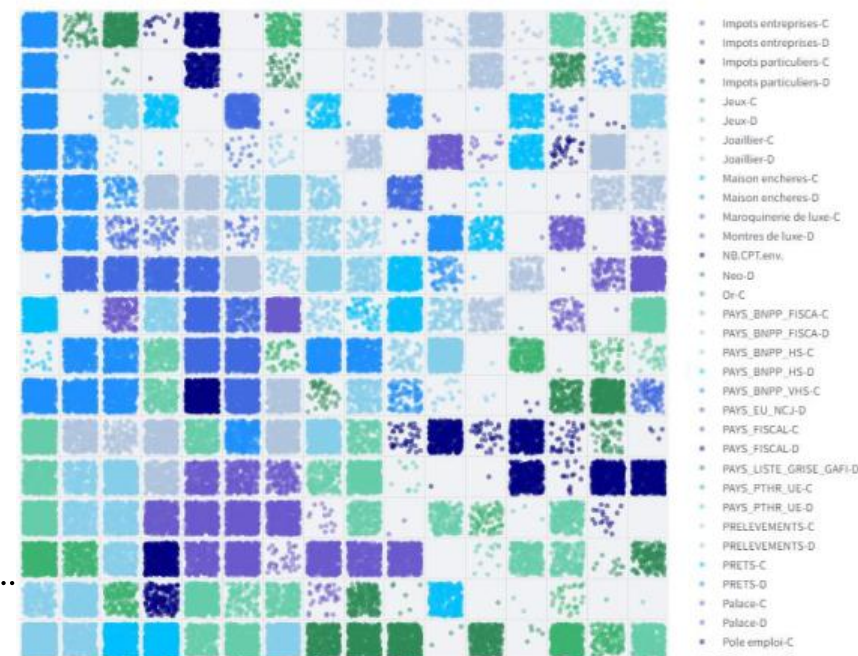 Impots entreprises-C
Impots entreprises-D
Impots particuliers-C
Impots particuliers-D
Jeux-C
Jeux-D
Joaillier-C
Joaillier-D
Maison encheres-C
Maison encheres-D
Maroquinerie de luxe-C
Montres de luxe-D
NB.CPT.env.
Neo-D
Or-C
PAYS_BNPP_FISCA-C
PAYS_BNPP_FISCA-D
PAYS_BNPP_HS-C
PAYS_BNPP_HS-D
PAYS_BNPP_VHS-C
PAYS_EU_NCJ-D
PAYS_FISCAL-C
PAYS_FISCAL-D
PAYS_LISTE_GRISE_GAFI-D
PAYS_PTHR_UE-C
PAYS_PTHR_UE-D
PRELEVEMENTS-C
PRELEVEMENTS-D
PRETS-C
PRETS-D
Palace-C
Palace-D
Pole emploi-C
..